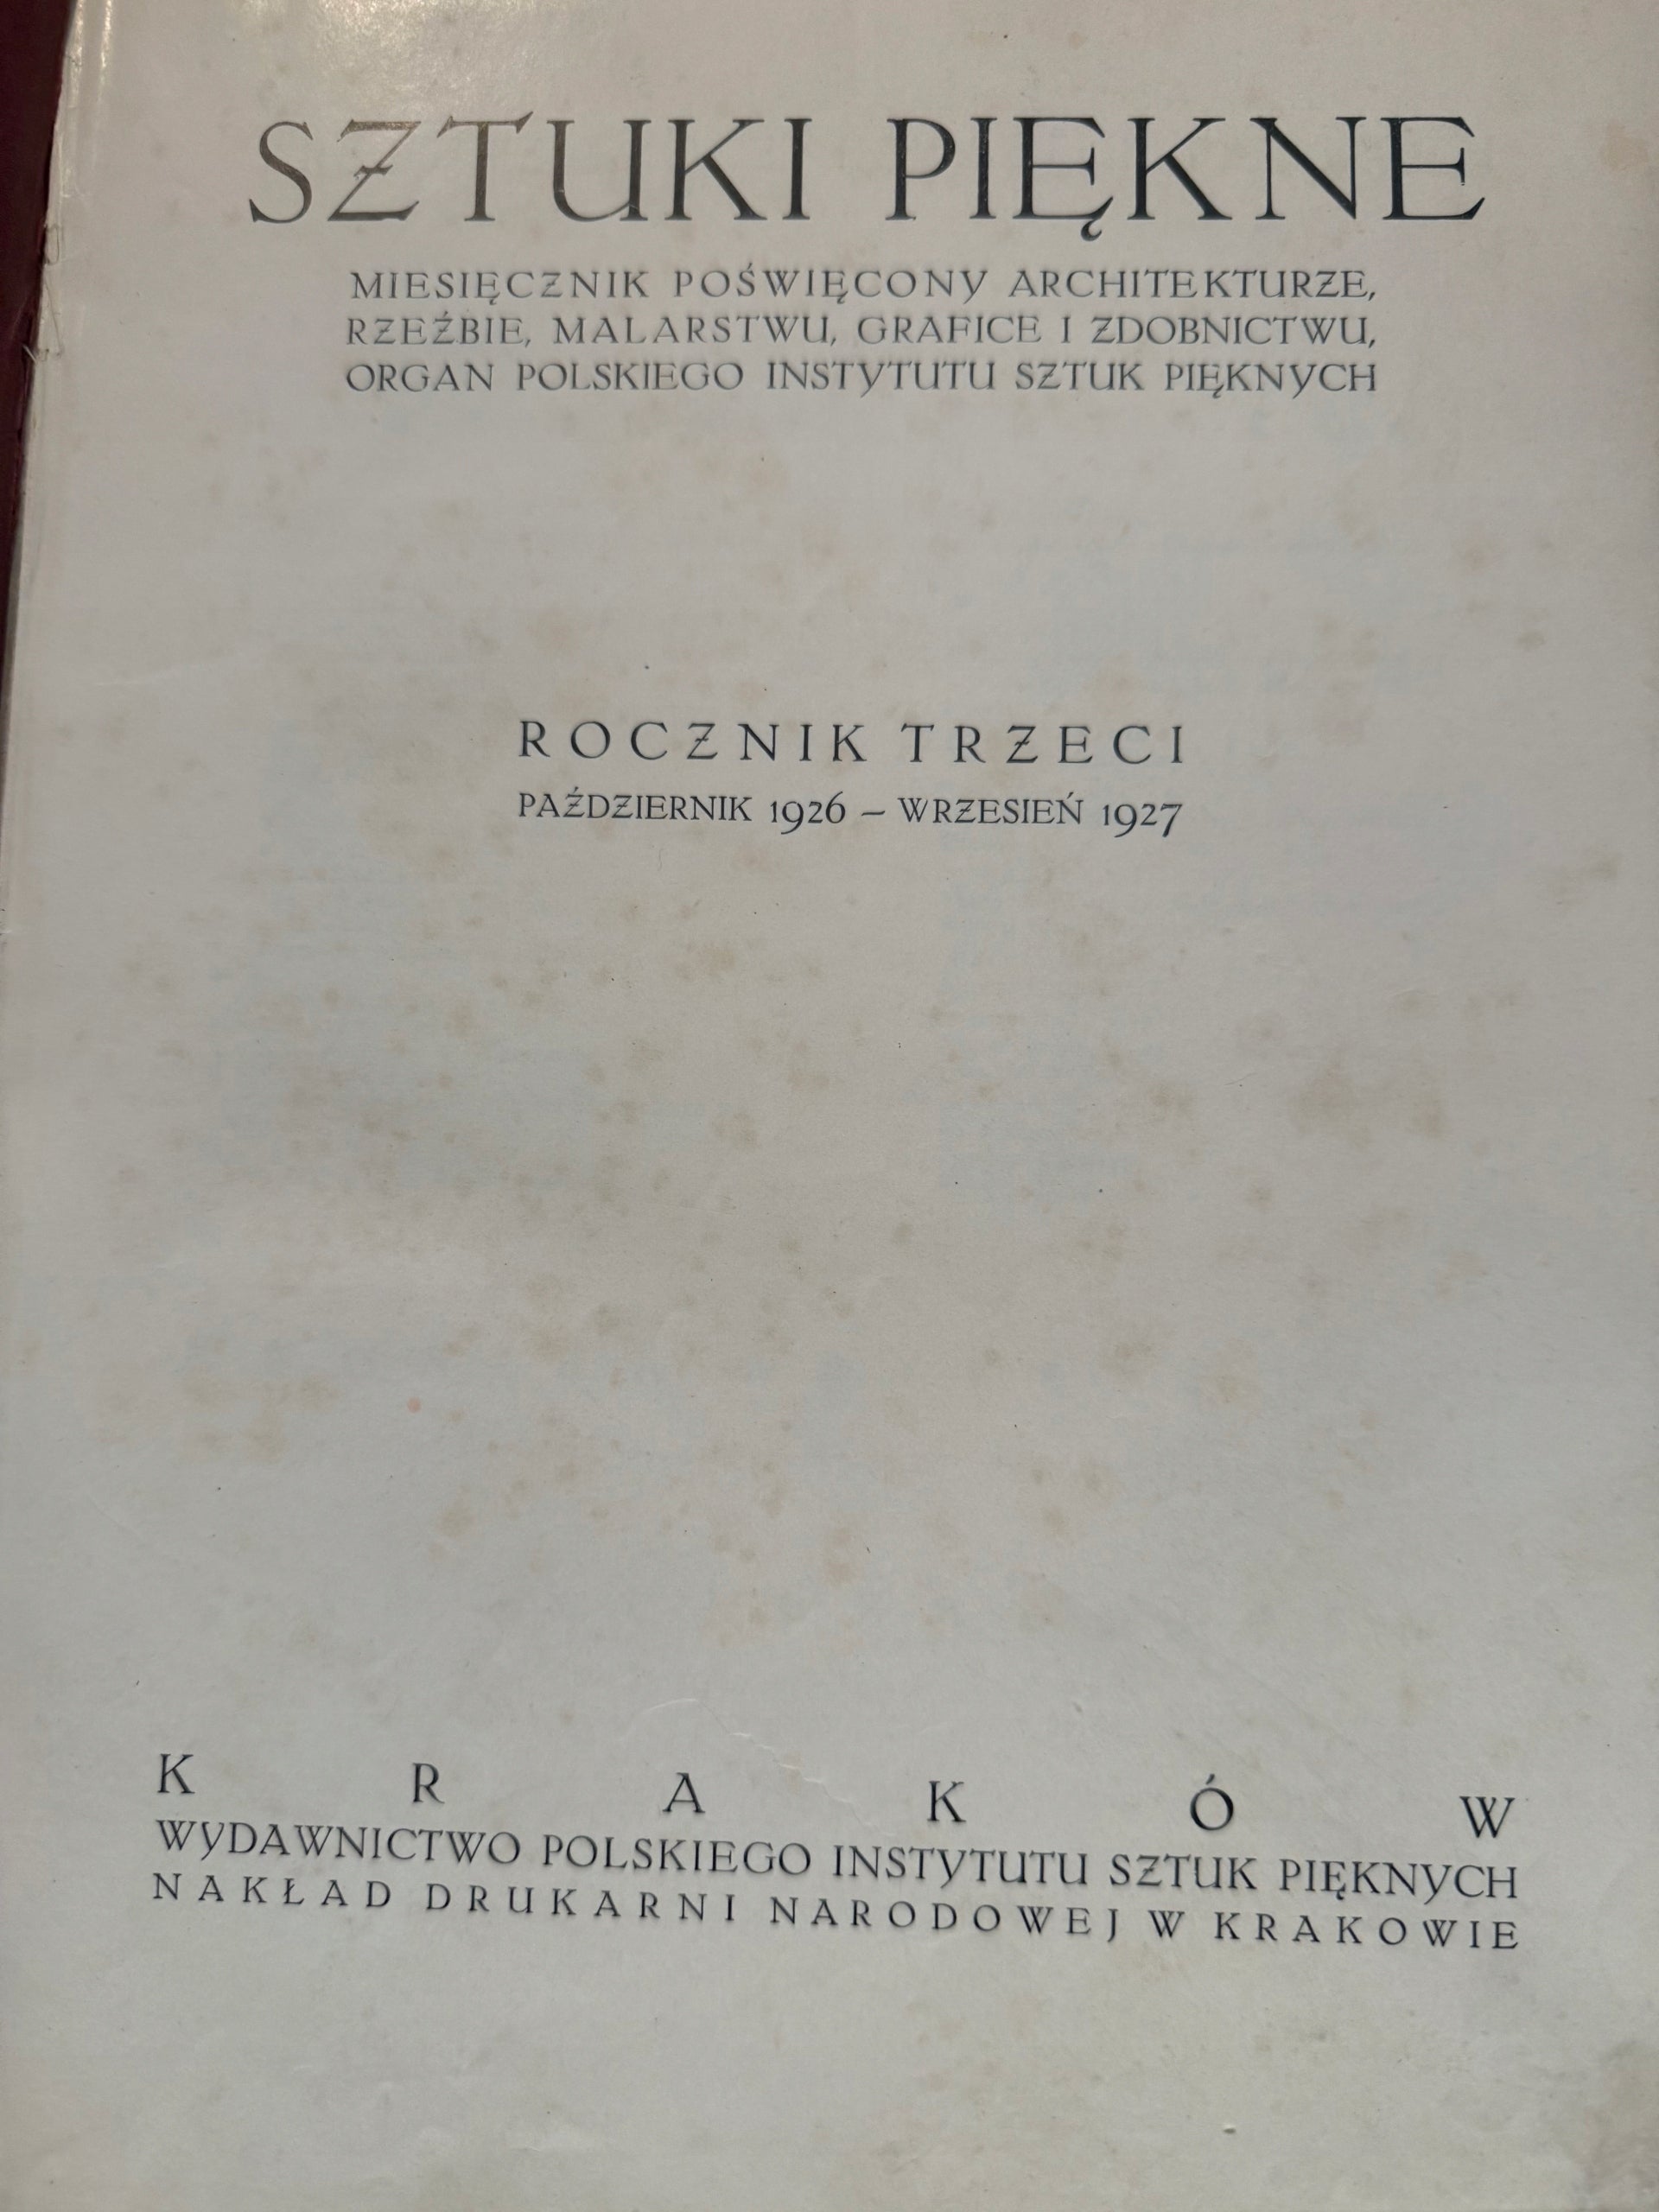 SZTUKI PIĘKNE
MIESIĘCZNIK POŚWIĘCONY ARCHITEKTURZE,
RZEŹBIE, MALARSTWU, GRAFICE I ZDOBNICTWU,
ORGAN POLSKIEGO INSTYTUTU SZTUK PIĘKNYCH
ROCZNIK TRZECI
PAŹDZIERNIK 1926 – WRZESIEŃ 1927
KRAKÓW
WYDAWNICTWO POLSKIEGO INSTYTUTU SZTUK PIĘKNYCH
NAKŁAD DRUKARNI NARODOWEJ W KRAKOWIE